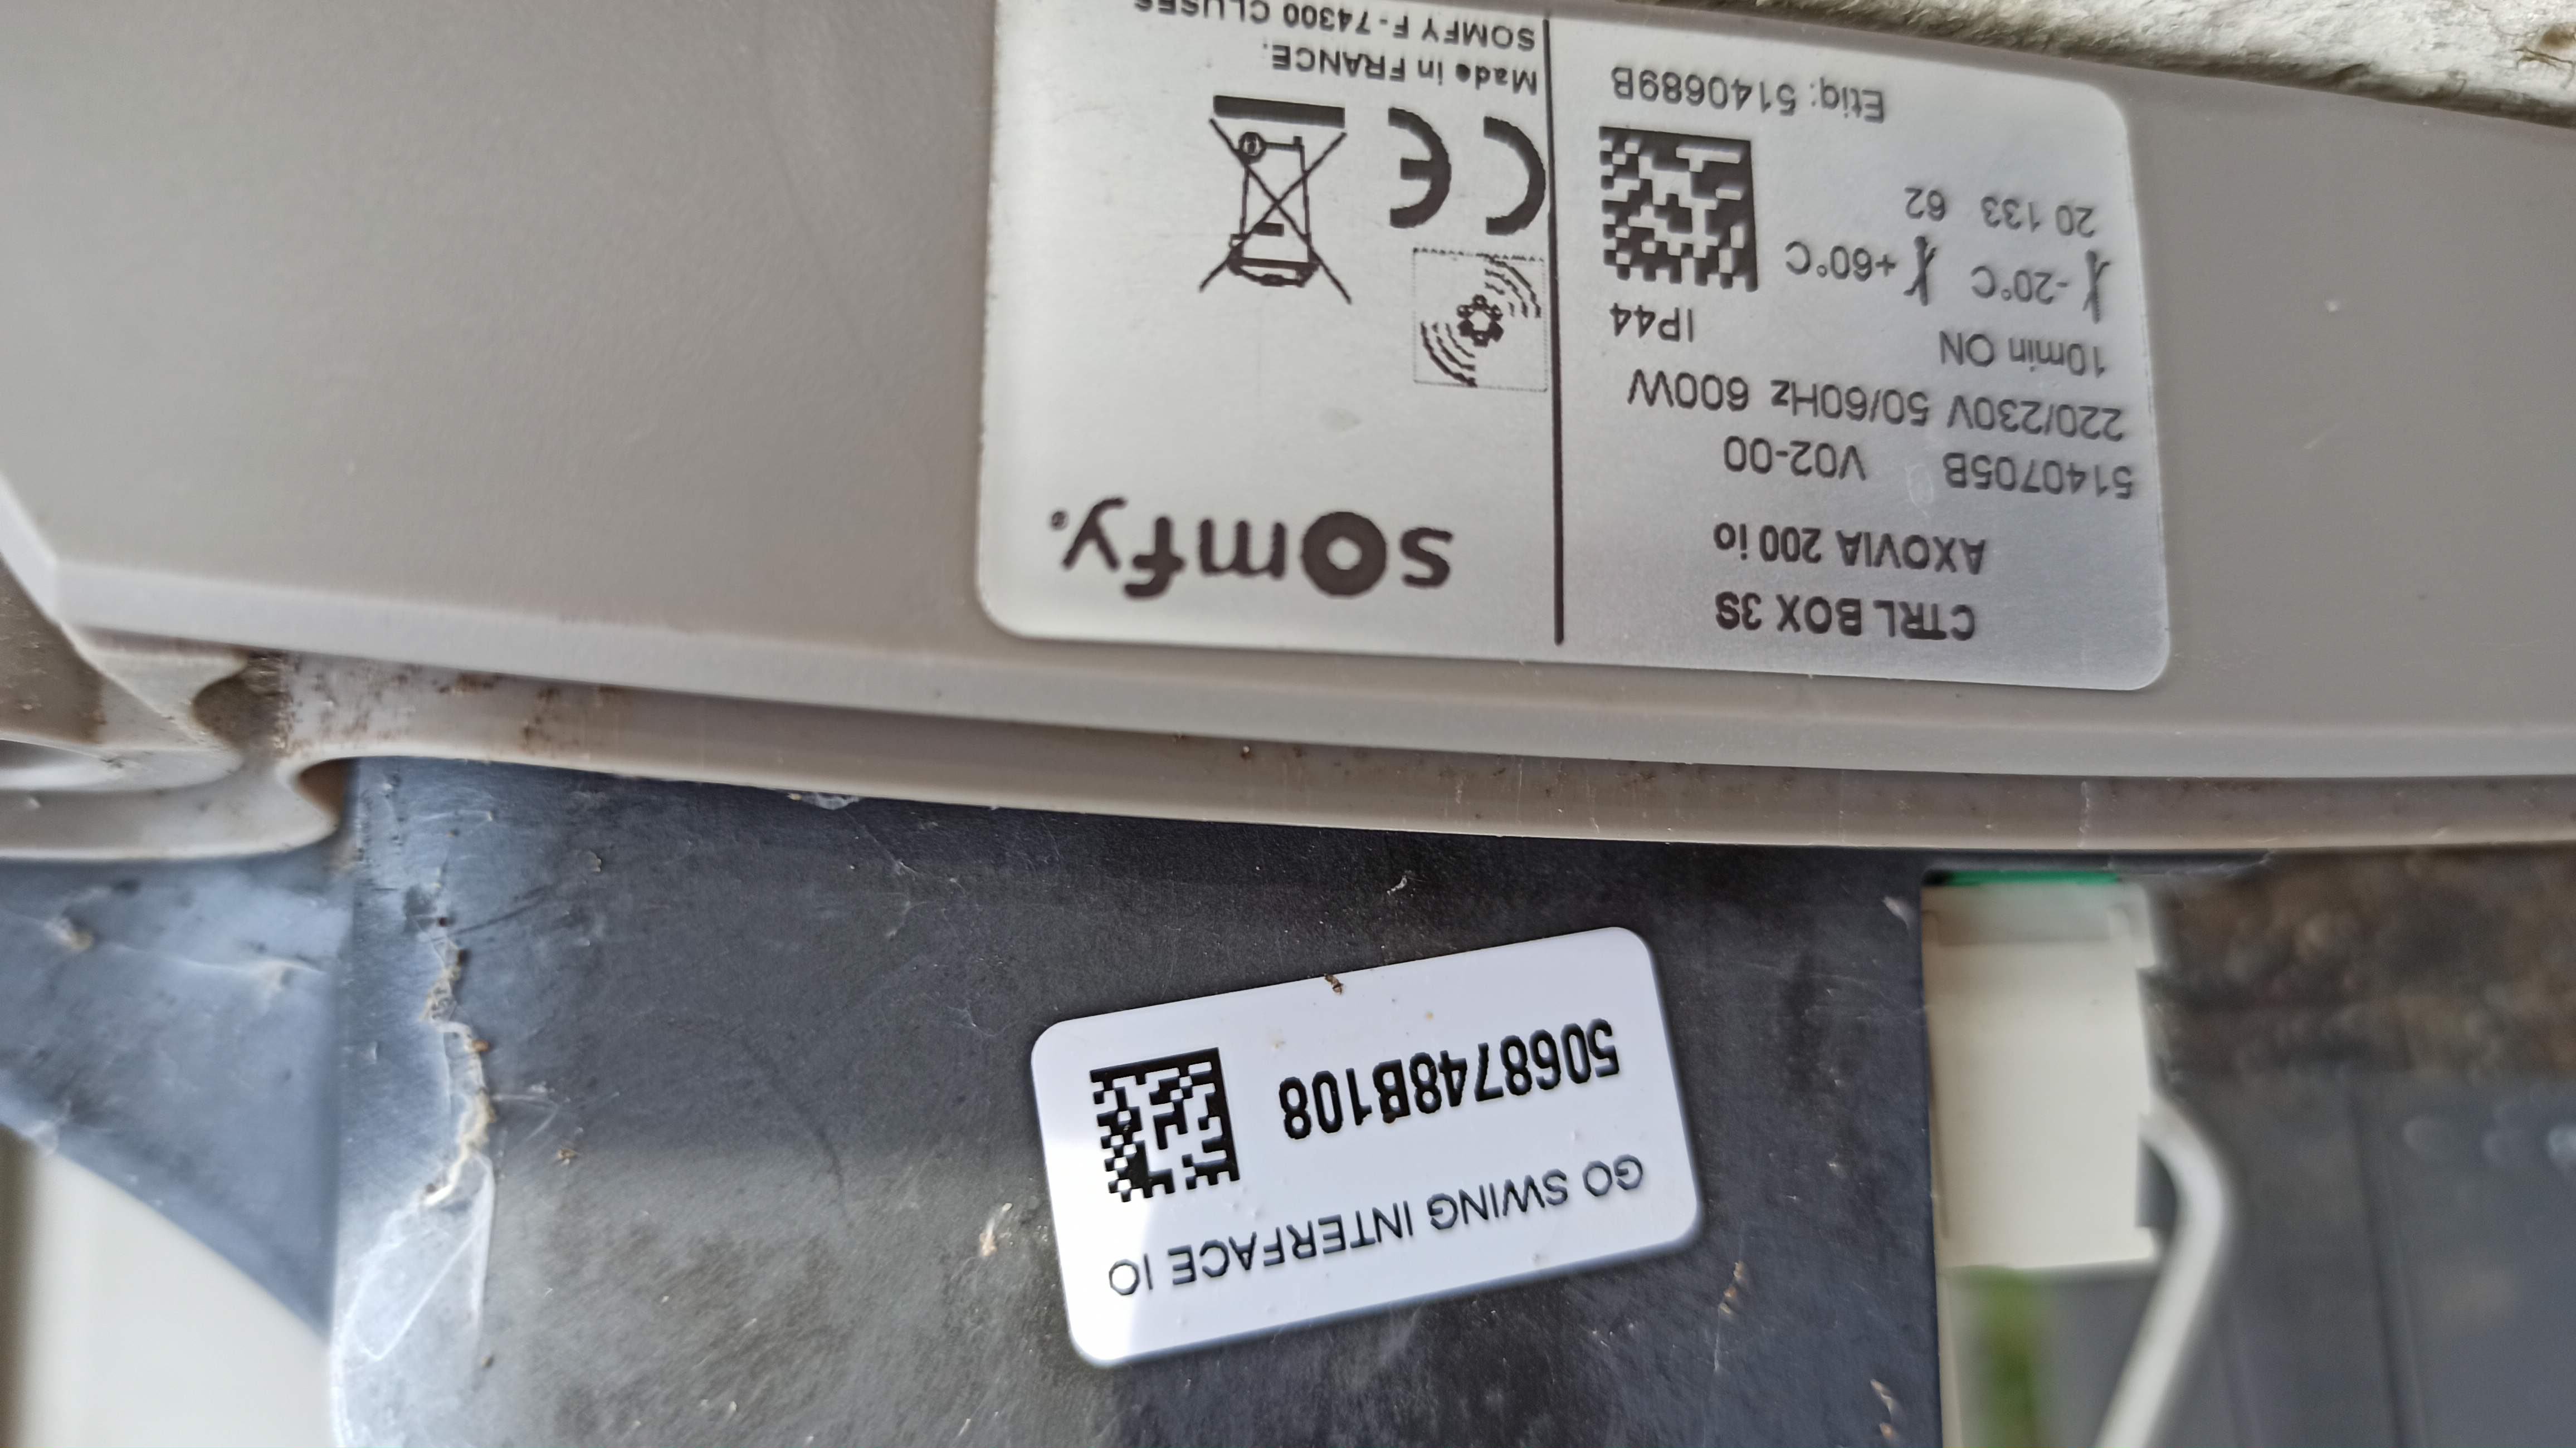 CTRL BOX 3S
AXOVIA 200 io
5140705B V02-00
220/230V 50/60Hz 600W
10min ON IP44
-20°C +60°C
20 133 62
Etiq: 5140689B
somfy®
CE
Made in FRANCE.
SOMFY F-74300 CLUSES
GO SWING INTERFACE IO
5068748B108